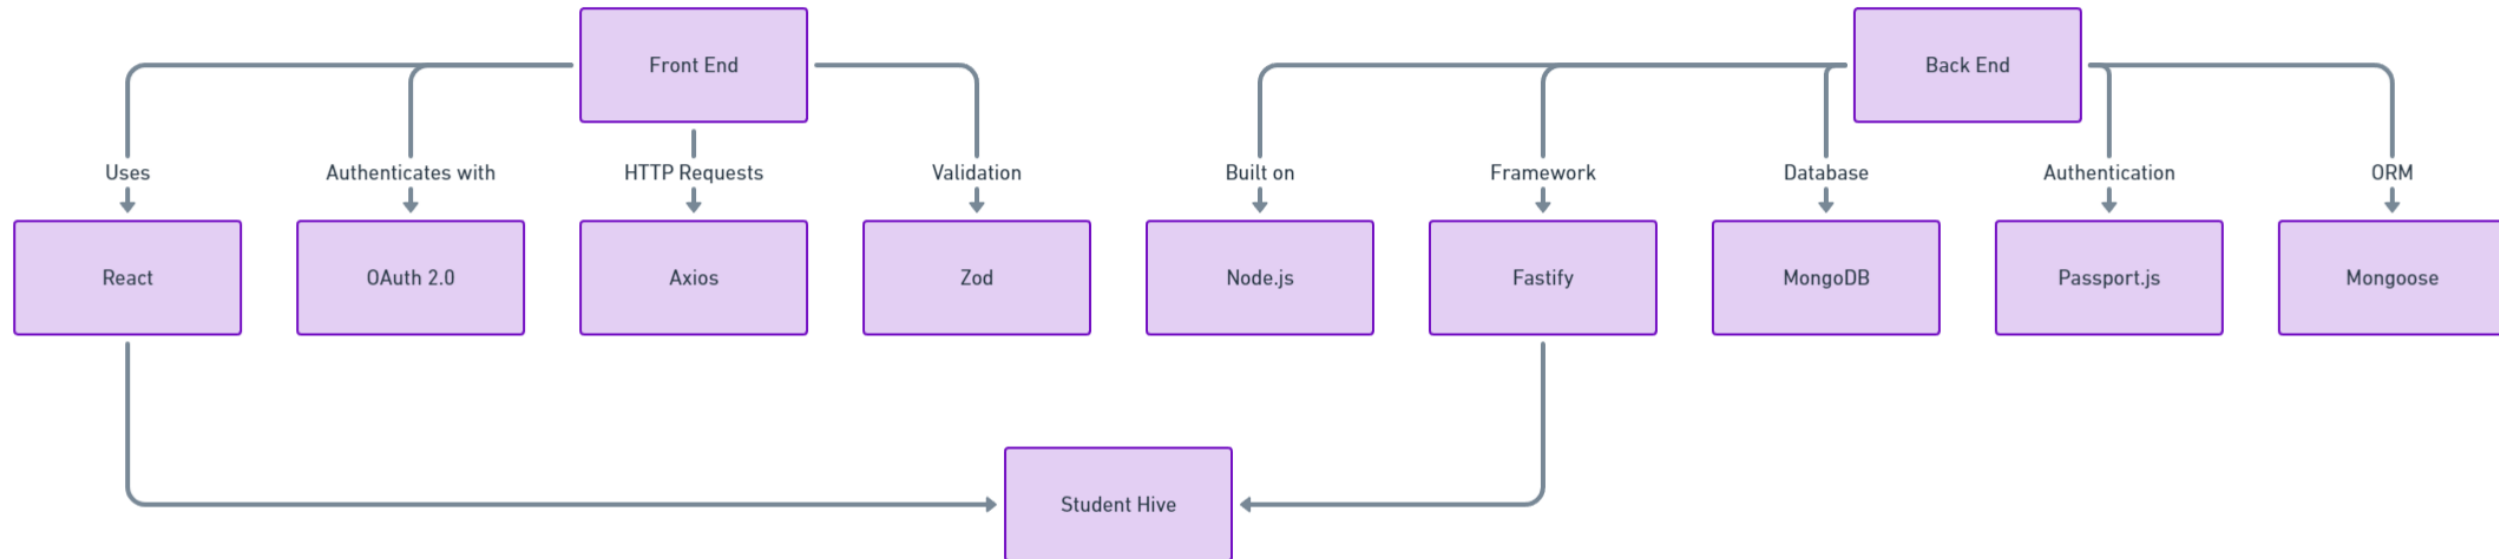 Front End
Back End
Uses
Authenticates with
HTTP Requests
Validation
Built on
Framework
Database
Authentication
ORM
React
OAuth 2.0
Axios
Zod
Node.js
Fastify
MongoDB
Passport.js
Mongoose
Student Hive